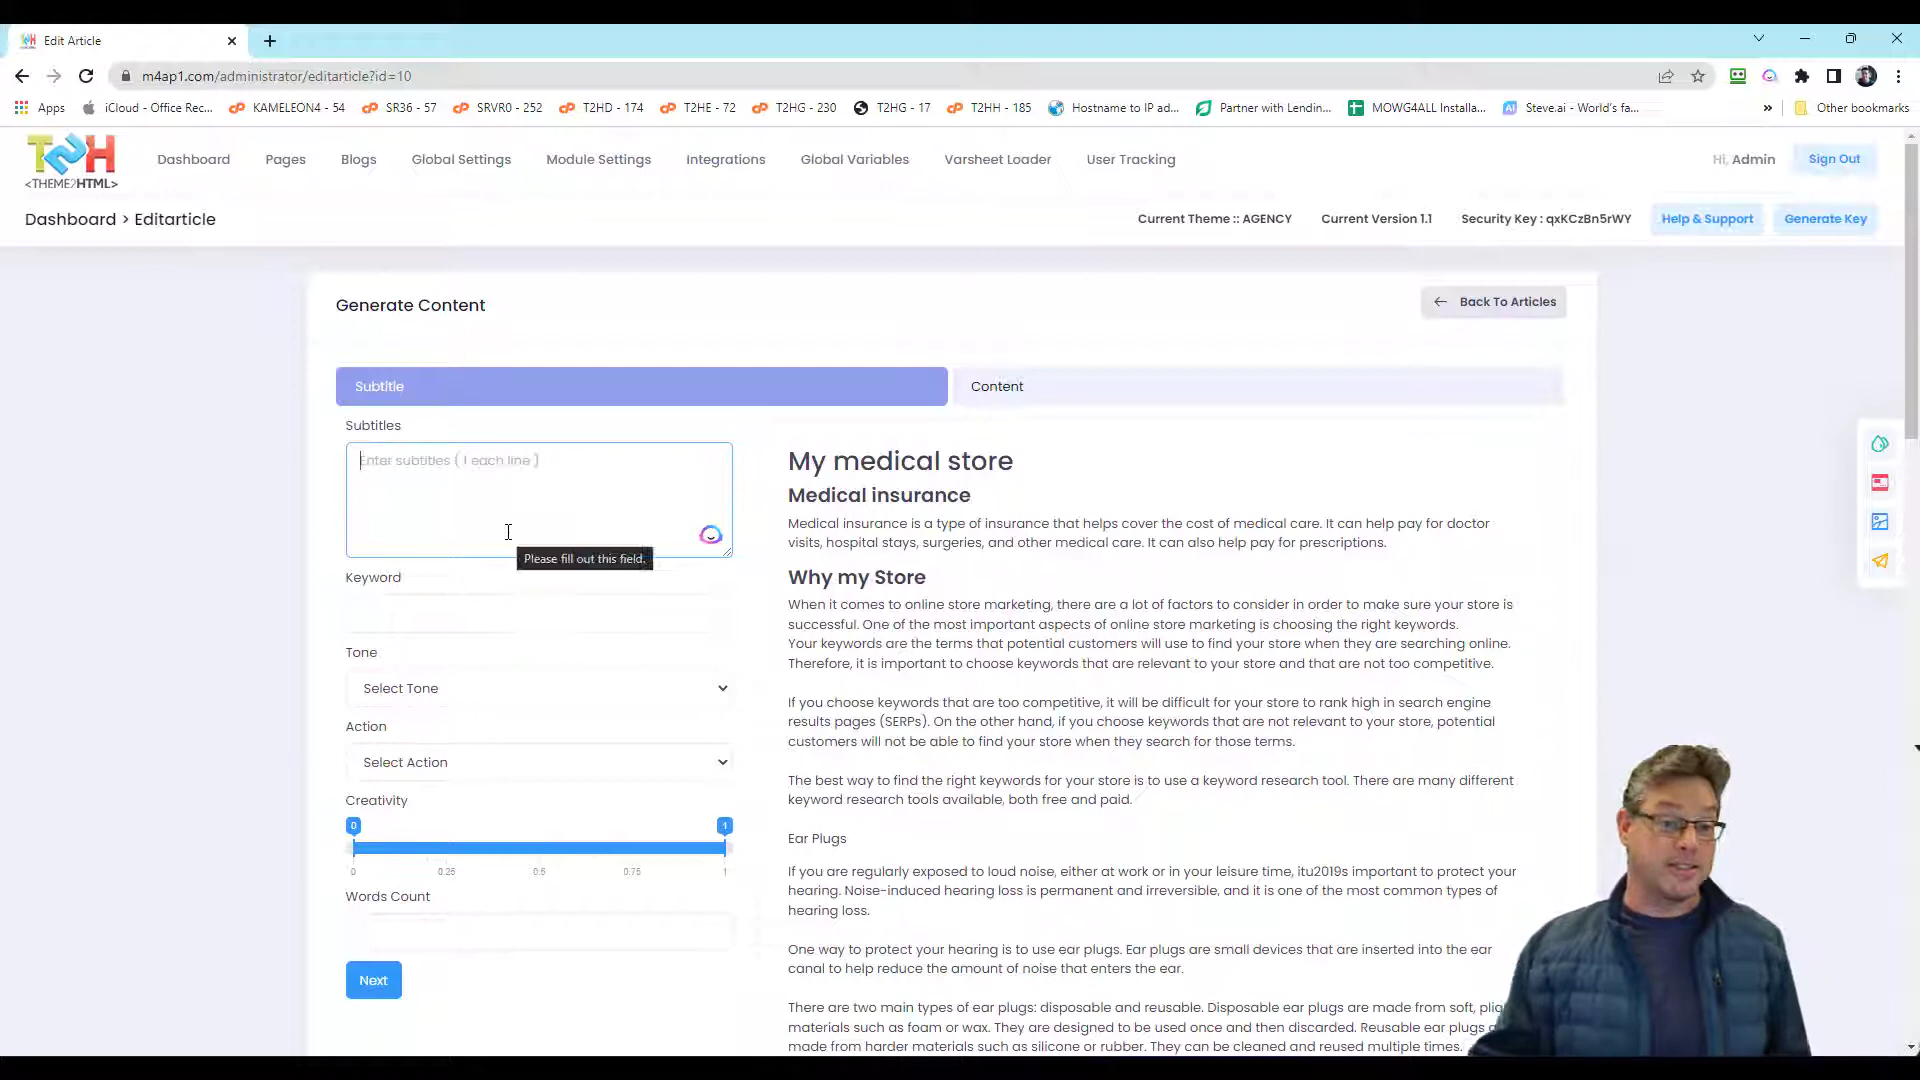 Edit Article
m4ap1.com/administrator/editarticle?id=10
Apps
iCloud - Office Rec...
KAMELEON4 - 54
SR36 - 57
SRVR0 - 252
T2HD - 174
T2HE - 72
T2HG - 230
T2HG - 17
T2HH - 185
Hostname to IP ad...
Partner with Lendin...
MOWG4ALL Installa...
Steve.ai - World's fa...
»
Other bookmarks
T2H
<THEME2HTML>
Dashboard
Pages
Blogs
Global Settings
Module Settings
Integrations
Global Variables
Varsheet Loader
User Tracking
Hi, Admin
Sign Out
Dashboard > Editarticle
Current Theme :: AGENCY
Current Version 1.1
Security Key : qxKCzBn5rWY
Help & Support
Generate Key
Generate Content
Back To Articles
Subtitle
Content
Subtitles
Enter subtitles ( 1 each line )
Please fill out this field.
Keyword
Tone
Select Tone
Action
Select Action
Creativity
0
1
0
0.25
0.5
0.75
1
Words Count
Next
My medical store
Medical insurance
Medical insurance is a type of insurance that helps cover the cost of medical care. It can help pay for doctor
visits, hospital stays, surgeries, and other medical care. It can also help pay for prescriptions.
Why my Store
When it comes to online store marketing, there are a lot of factors to consider in order to make sure your store is
successful. One of the most important aspects of online store marketing is choosing the right keywords.
Your keywords are the terms that potential customers will use to find your store when they are searching online.
Therefore, it is important to choose keywords that are relevant to your store and that are not too competitive.
If you choose keywords that are too competitive, it will be difficult for your store to rank high in search engine
results pages (SERPs). On the other hand, if you choose keywords that are not relevant to your store, potential
customers will not be able to find your store when they search for those terms.
The best way to find the right keywords for your store is to use a keyword research tool. There are many different
keyword research tools available, both free and paid.
Ear Plugs
If you are regularly exposed to loud noise, either at work or in your leisure time, itu2019s important to protect your
hearing. Noise-induced hearing loss is permanent and irreversible, and it is one of the most common types of
hearing loss.
One way to protect your hearing is to use ear plugs. Ear plugs are small devices that are inserted into the ear
canal to help reduce the amount of noise that enters the ear.
There are two main types of ear plugs: disposable and reusable. Disposable ear plugs are made from soft,
materials such as foam or wax. They are designed to be used once and then discarded. Reusable ear plugs
made from harder materials such as silicone or rubber. They can be cleaned and reused multiple times.